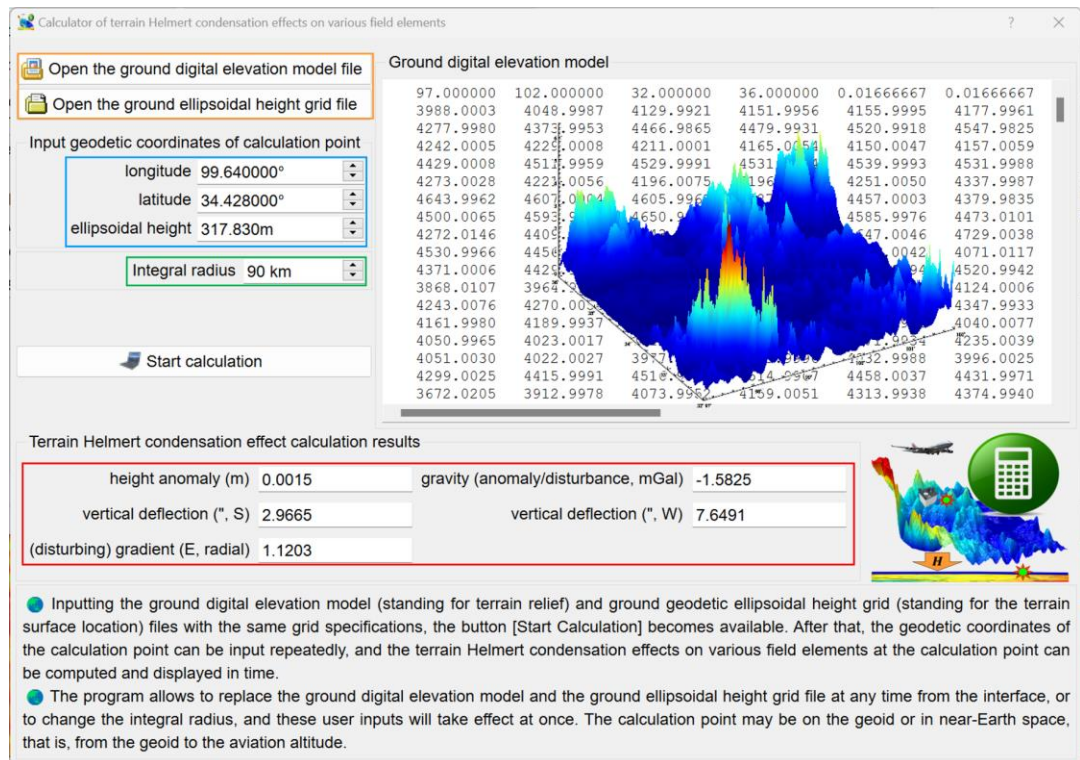 Calculator of terrain Helmert condensation effects on various field elements
Open the ground digital elevation model file
Open the ground ellipsoidal height grid file
Input geodetic coordinates of calculation point
longitude 99.640000°
latitude 34.428000°
ellipsoidal height 317.830m
Integral radius 90 km
Start calculation
Ground digital elevation model
97.000000 102.000000 32.000000 36.000000 0.01666667 0.01666667
3988.0003 4048.9987 4129.9921 4151.9956 4155.9995 4177.9961
4277.9980 4373.9953 4466.9865 4479.9931 4520.9918 4547.9825
4242.0005 4225.0008 4211.0001 4165.0054 4150.0047 4157.0059
4429.0008 4529.9991 4539.9993 4531.9988
4273.0028 4196.0075 4251.0050 4337.9987
4643.9962 4457.0003 4379.9835
4500.0065 4585.9976 4473.0101
4272.0146 4729.0038
4530.9966 4071.0117
4371.0006 4520.9942
3868.0107 4124.0006
4243.0076 4347.9933
4161.9980 4189.9937 4040.0077
4050.9965 4023.0017 4235.0039
4051.0030 4022.0027 3996.0025
4299.0025 4415.9991 4458.0037 4431.9971
3672.0205 3912.9978 4073.9952 4159.0051 4313.9938 4374.9940
Terrain Helmert condensation effect calculation results
height anomaly (m) 0.0015 gravity (anomaly/disturbance, mGal) -1.5825
vertical deflection (", S) 2.9665 vertical deflection (", W) 7.6491
(disturbing) gradient (E, radial) 1.1203
H
Inputting the ground digital elevation model (standing for terrain relief) and ground geodetic ellipsoidal height grid (standing for the terrain
surface location) files with the same grid specifications, the button [Start Calculation] becomes available. After that, the geodetic coordinates of
the calculation point can be input repeatedly, and the terrain Helmert condensation effects on various field elements at the calculation point can
be computed and displayed in time.
The program allows to replace the ground digital elevation model and the ground ellipsoidal height grid file at any time from the interface, or
to change the integral radius, and these user inputs will take effect at once. The calculation point may be on the geoid or in near-Earth space,
that is, from the geoid to the aviation altitude.